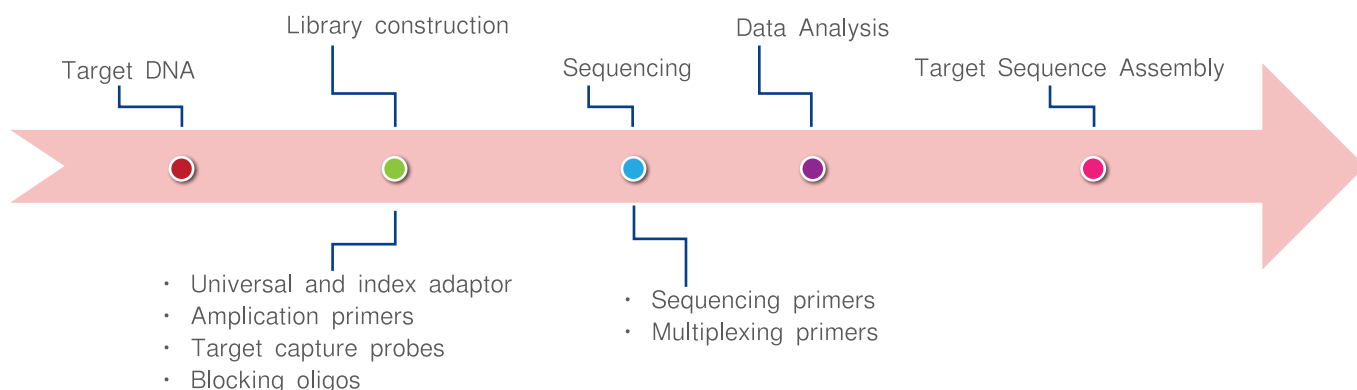 Target DNA
Library construction
Sequencing
Data Analysis
Target Sequence Assembly
· Universal and index adaptor
· Amplication primers
· Target capture probes
· Blocking oligos
· Sequencing primers
· Multiplexing primers